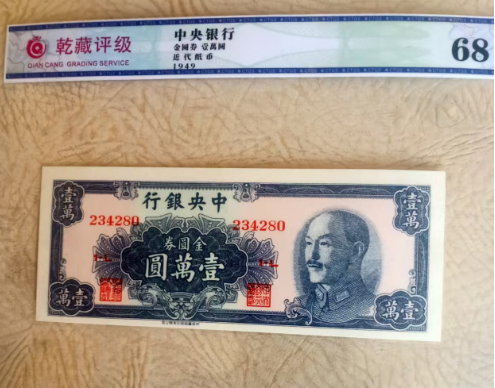 乾藏评级
QIAN CANG GRADING SERVICE
中央银行
金圆券 壹萬圆
近代纸币
1949
68
行銀央中
壹萬
壹萬
234280
234280
券圓金
圓萬壹
萬壹
萬壹